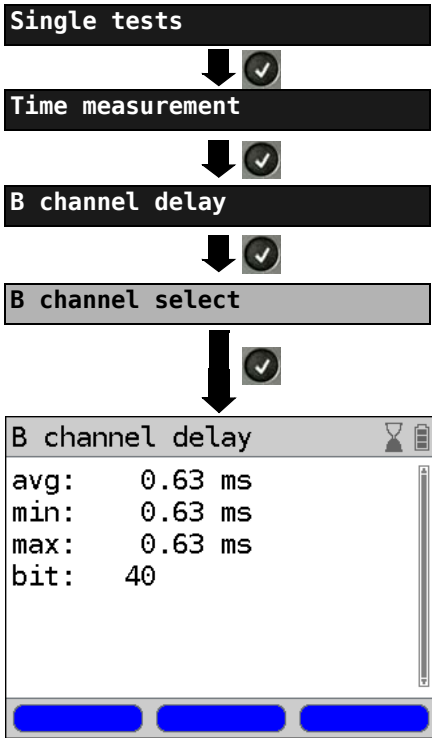 Single tests
Time measurement
B channel delay
B channel select
B channel delay
avg: 0.63 ms
min: 0.63 ms
max: 0.63 ms
bit: 40